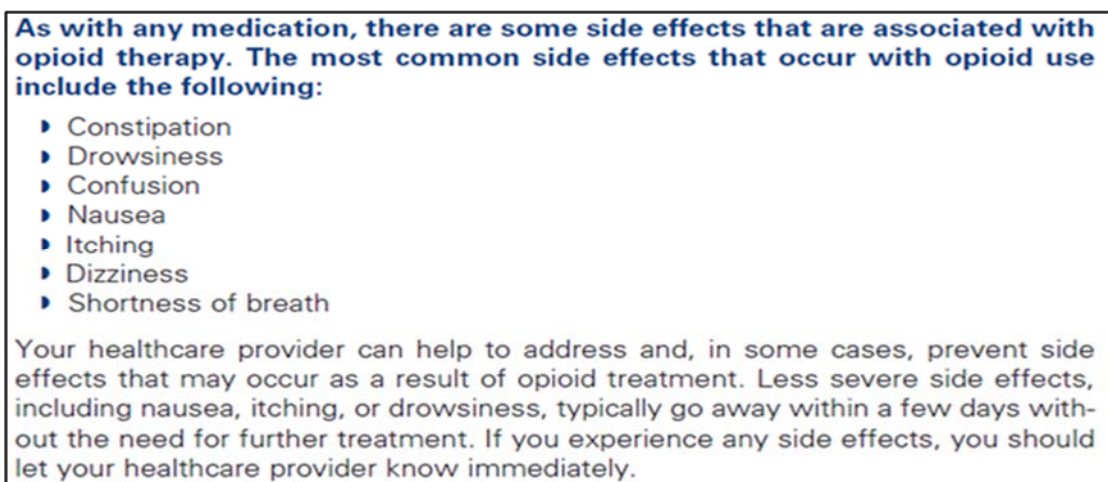 As with any medication, there are some side effects that are associated with
opioid therapy. The most common side effects that occur with opioid use
include the following:
Constipation
Drowsiness
Confusion
Nausea
Itching
Dizziness
Shortness of breath
Your healthcare provider can help to address and, in some cases, prevent side
effects that may occur as a result of opioid treatment. Less severe side effects,
including nausea, itching, or drowsiness, typically go away within a few days with-
out the need for further treatment. If you experience any side effects, you should
let your healthcare provider know immediately.